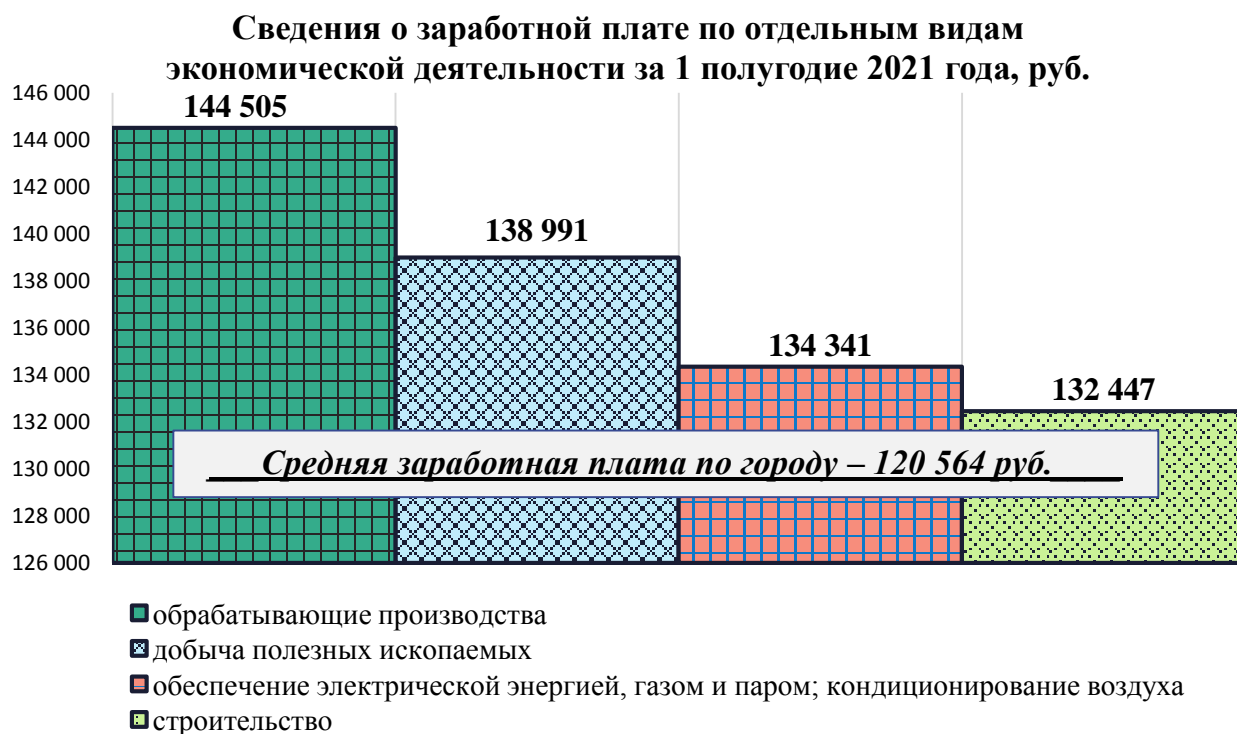 Сведения о заработной плате по отдельным видам
экономической деятельности за 1 полугодие 2021 года, руб.
146 000
144 000
142 000
140 000
138 000
136 000
134 000
132 000
130 000
128 000
126 000
144 505
138 991
134 341
132 447
Средняя заработная плата по городу – 120 564 руб.
обрабатывающие производства
добыча полезных ископаемых
обеспечение электрической энергией, газом и паром; кондиционирование воздуха
строительство